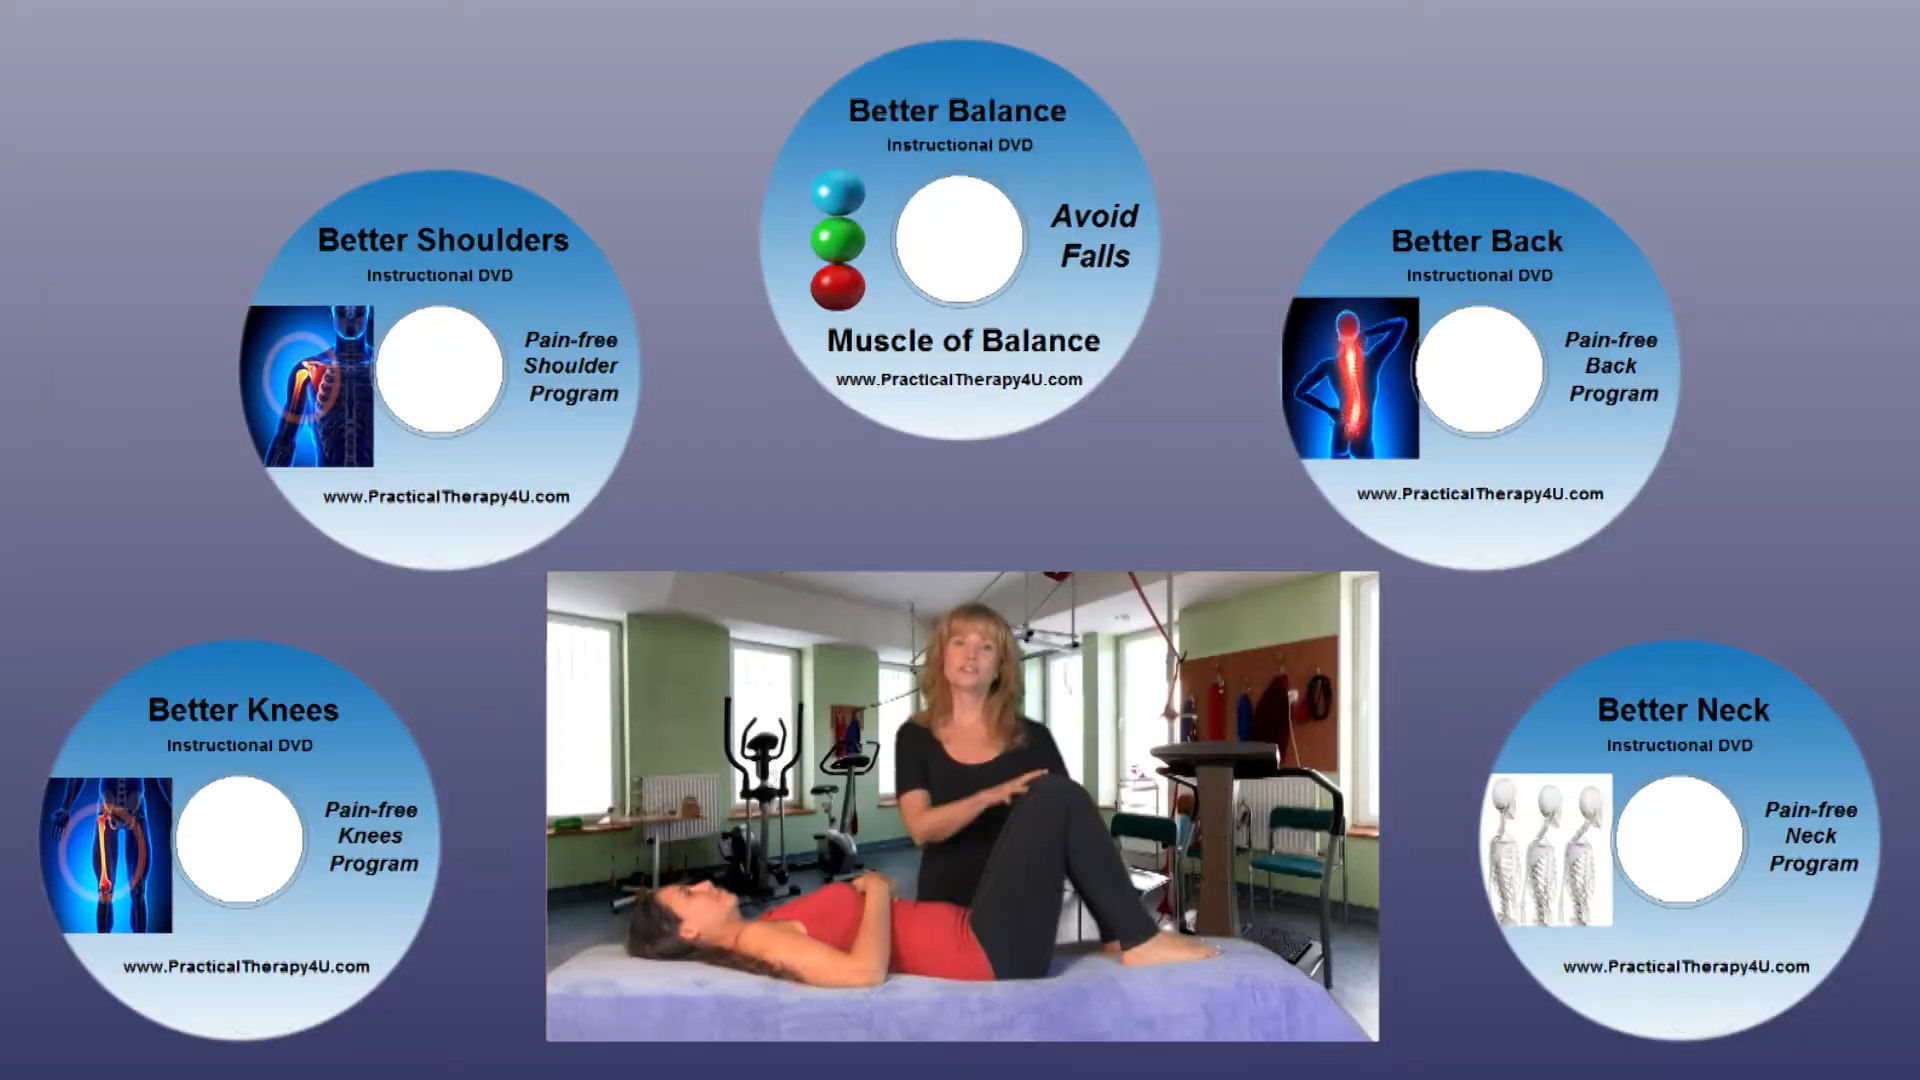 Better Balance
Instructional DVD
Avoid
Falls
Muscle of Balance
www.PracticalTherapy4U.com
Better Shoulders
Instructional DVD
Pain-free
Shoulder
Program
www.PracticalTherapy4U.com
Better Back
Instructional DVD
Pain-free
Back
Program
www.PracticalTherapy4U.com
Better Knees
Instructional DVD
Pain-free
Knees
Program
www.PracticalTherapy4U.com
Better Neck
Instructional DVD
Pain-free
Neck
Program
www.PracticalTherapy4U.com